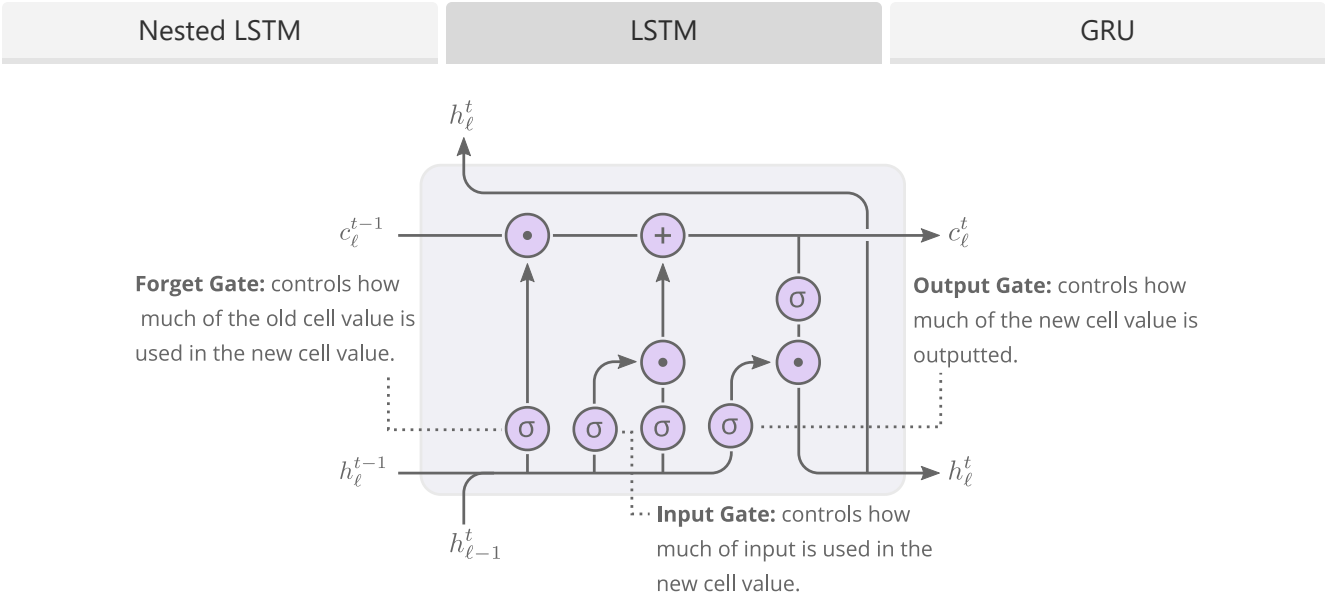 Nested LSTM
LSTM
GRU
h_ℓ^t
c_ℓ^{t−1}
c_ℓ^t
Forget Gate: controls how
much of the old cell value is
used in the new cell value.
Output Gate: controls how
much of the new cell value is
outputted.
σ
σ
σ
σ
σ
h_ℓ^{t−1}
h_ℓ^t
h_{ℓ−1}^t
Input Gate: controls how
much of input is used in the
new cell value.